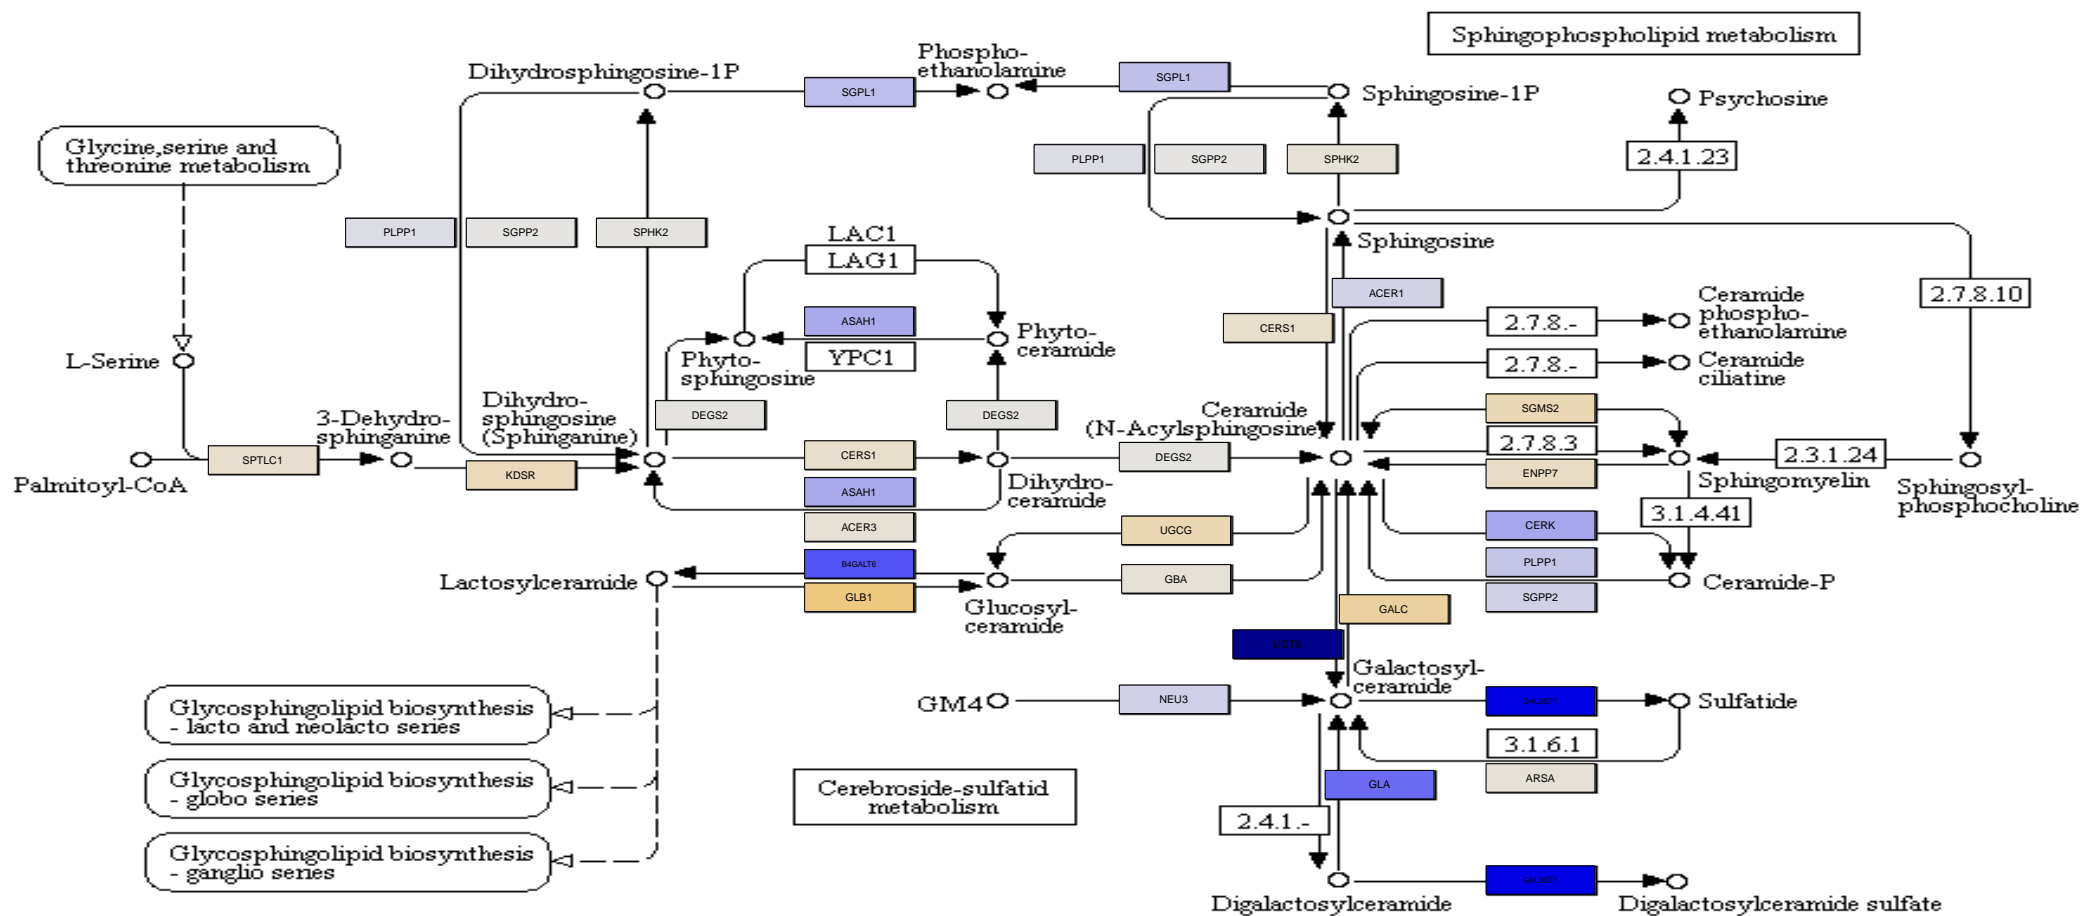 Sphingophospholipid metabolism
Phospho-
ethanolamine
Dihydrosphingosine-1P
SGPL1
SGPL1
Sphingosine-1P
Psychosine
Glycine,serine and
threonine metabolism
PLPP1
SGPP2
SPHK2
2.4.1.23
PLPP1
SGPP2
SPHK2
LAC1
LAG1
Sphingosine
ACER1
2.7.8.10
ASAH1
YPC1
CERS1
2.7.8.-
Ceramide
phospho-
ethanolamine
L-Serine
Phyto-
sphingosine
Phyto-
ceramide
2.7.8.-
Ceramide
ciliatine
3-Dehydro-
sphinganine
Dihydro-
sphingosine
(Sphinganine)
DEGS2
DEGS2
Ceramide
(N-Acylsphingosine)
SGMS2
2.7.8.3
Palmitoyl-CoA
SPTLC1
KDSR
CERS1
DEGS2
ENPP7
Sphingomyelin
2.3.1.24
Sphingosyl-
phosphocholine
ASAH1
Dihydro-
ceramide
ACER3
UGCG
CERK
3.1.4.41
Lactosylceramide
B4GALT6
GLB1
Glucosyl-
ceramide
GBA
PLPP1
SGPP2
Ceramide-P
GALC
UGT8
Galactosyl-
ceramide
GM4
NEU3
Sulfatide
3.1.6.1
ARSA
Glycosphingolipid biosynthesis
- lacto and neolacto series
Glycosphingolipid biosynthesis
- globo series
Glycosphingolipid biosynthesis
- ganglio series
Cerebroside-sulfatid
metabolism
GLA
2.4.1.-
Digalactosylceramide
Digalactosylceramide sulfate